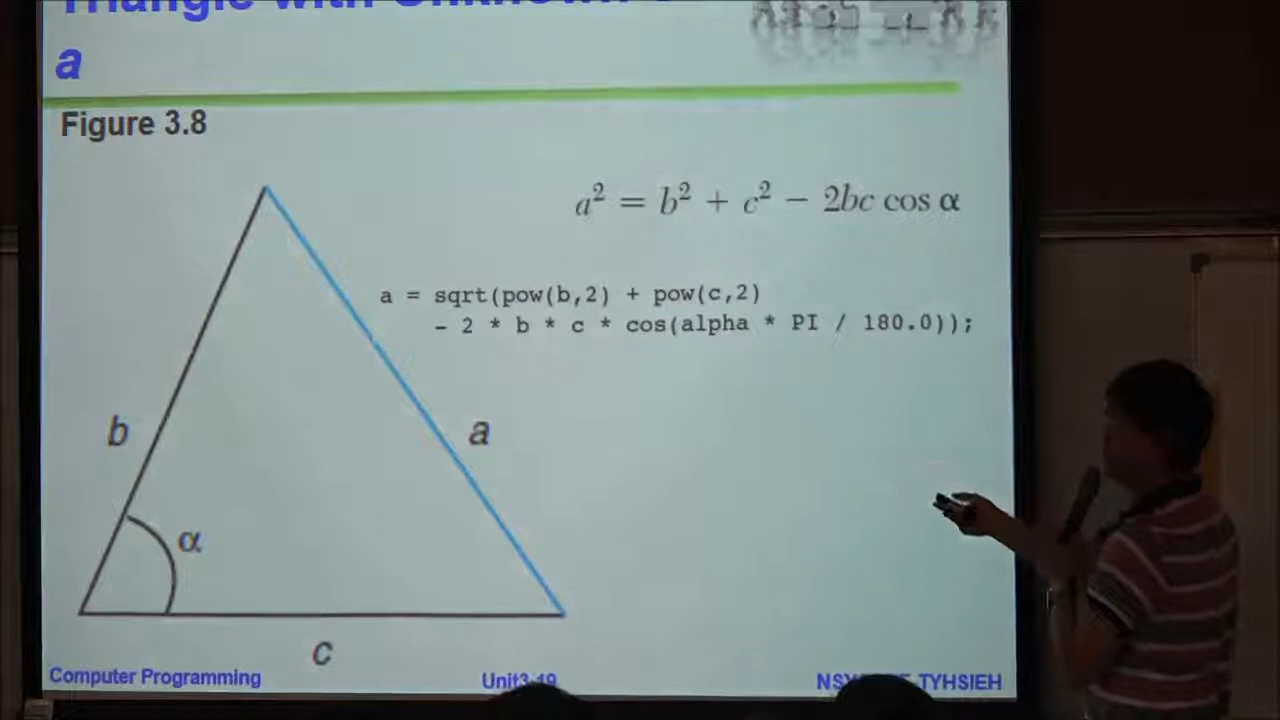 Triangle with Unknown
a
Figure 3.8
a² = b² + c² − 2bc cos α
a = sqrt(pow(b,2) + pow(c,2)
- 2 * b * c * cos(alpha * PI / 180.0));
b
a
α
c
Computer Programming Unit3-19 TYHSIEH